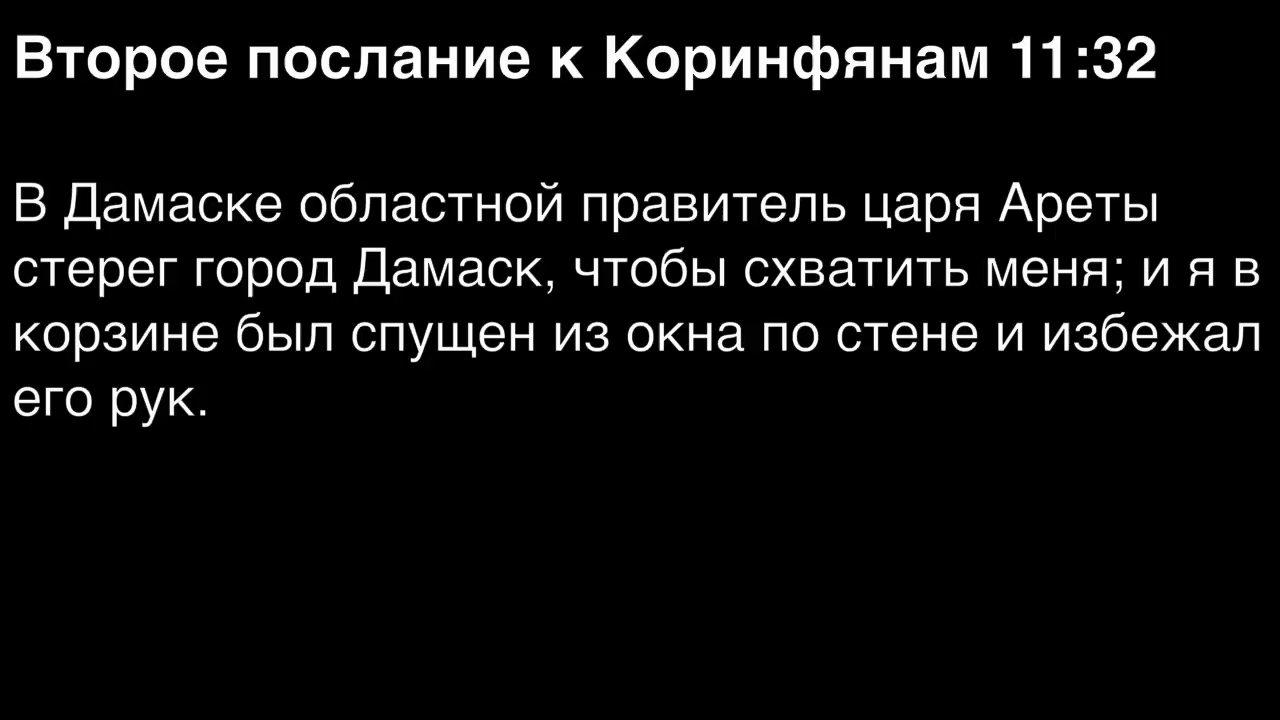 Второе послание к Коринфянам 11:32
В Дамаске областной правитель царя Ареты
стерег город Дамаск, чтобы схватить меня; и я в
корзине был спущен из окна по стене и избежал
его рук.